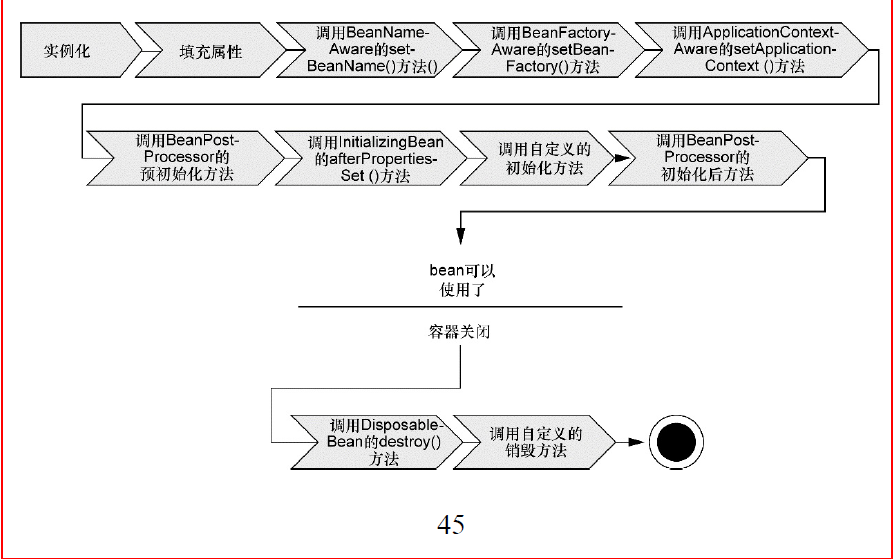 实例化
填充属性
调用BeanName-
Aware的set-
BeanName()方法()
调用BeanFactory-
Aware的setBean-
Factory()方法
调用ApplicationContext-
Aware的setApplication-
Context ()方法
调用BeanPost-
Processor的
预初始化方法
调用InitializingBean
的afterProperties-
Set ()方法
调用自定义的
初始化方法
调用BeanPost-
Processor的
初始化后方法
bean可以
使用了
容器关闭
调用Disposable-
Bean的destroy()
方法
调用自定义的
销毁方法
45